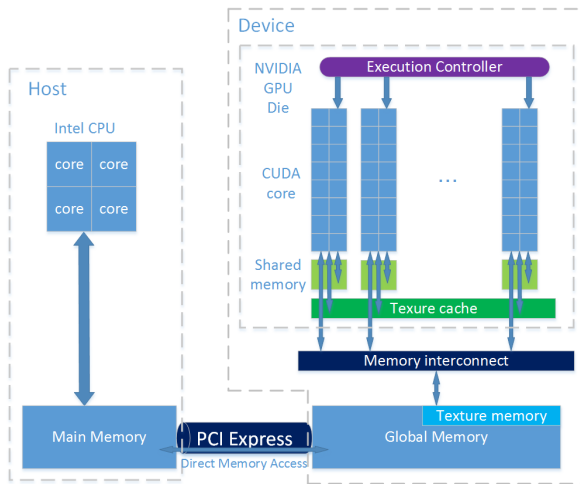 Device
NVIDIA
GPU
Die
Execution Controller
Host
Intel CPU
core core
core core
CUDA
core
...
Shared
memory
Texure cache
Memory interconnect
Texture memory
Main Memory
PCI Express
Global Memory
Direct Memory Access